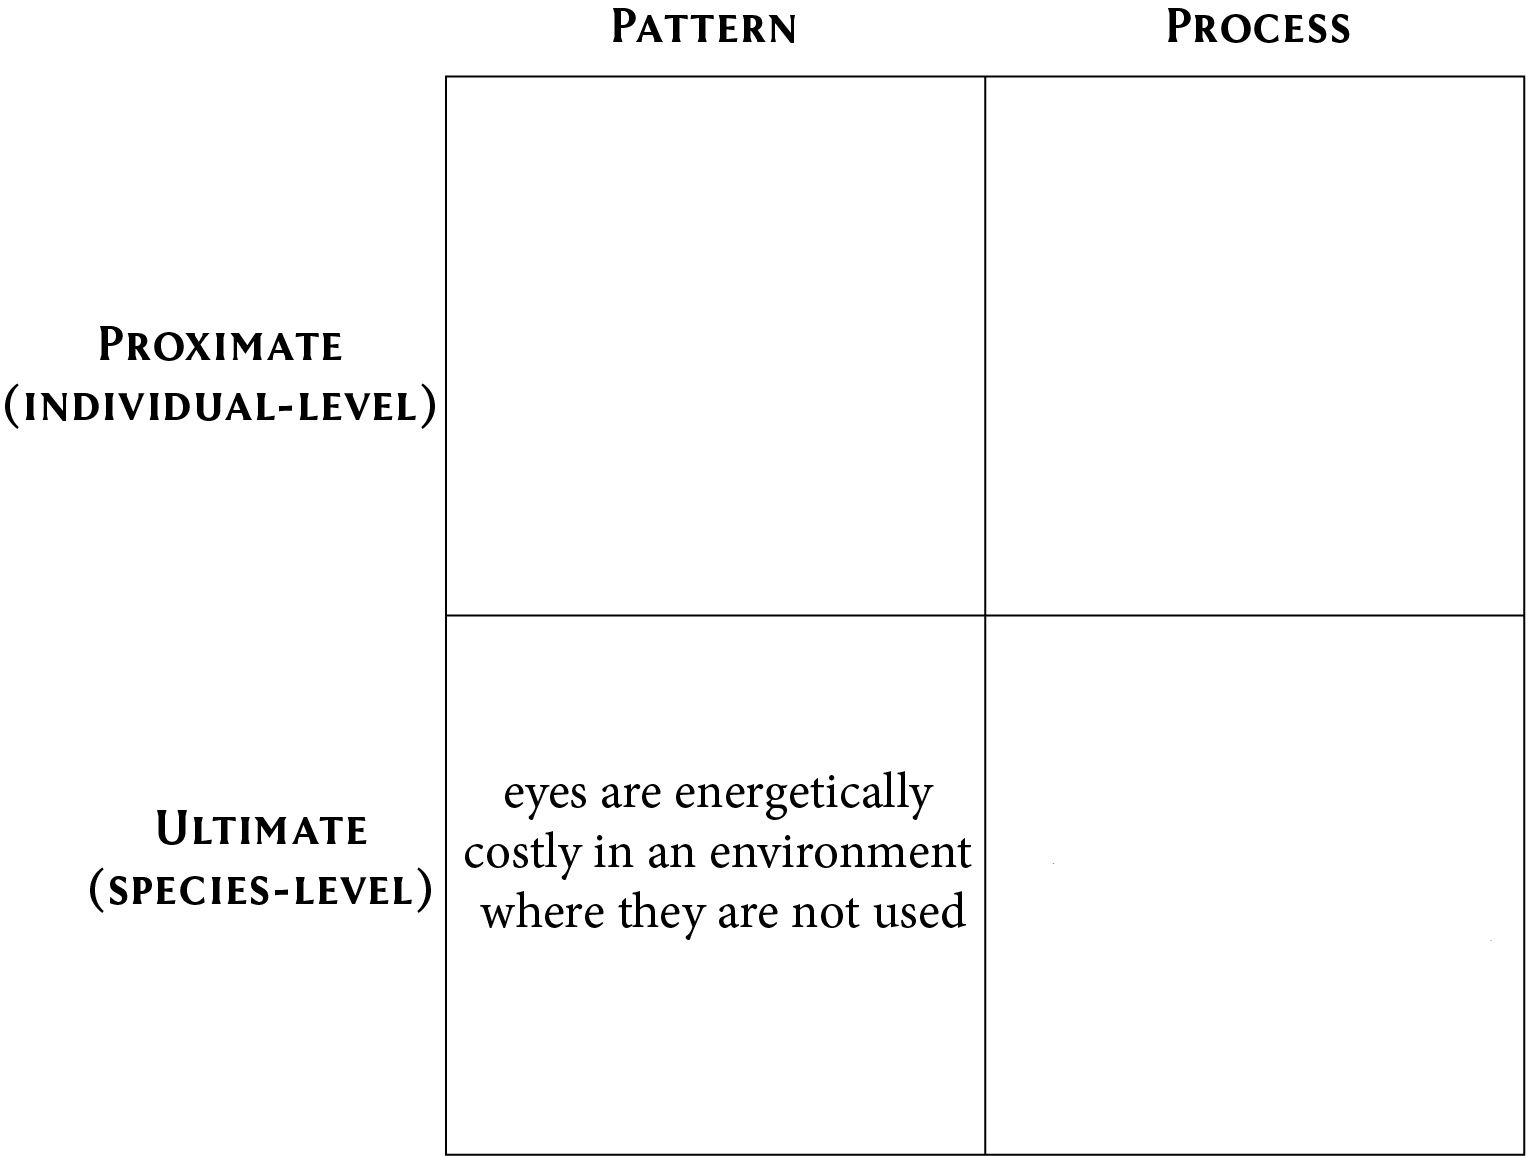 PATTERN PROCESS
PROXIMATE
(INDIVIDUAL-LEVEL)
ULTIMATE
(SPECIES-LEVEL)
eyes are energetically
costly in an environment
where they are not used